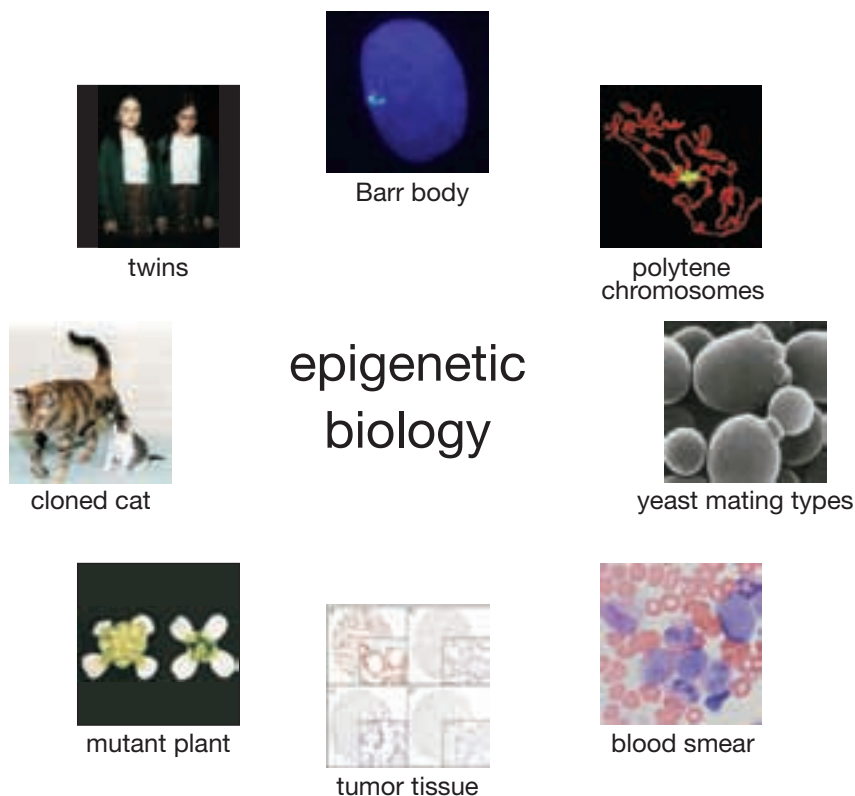 Barr body
twins
polytene
chromosomes
epigenetic
biology
cloned cat
yeast mating types
mutant plant
blood smear
tumor tissue